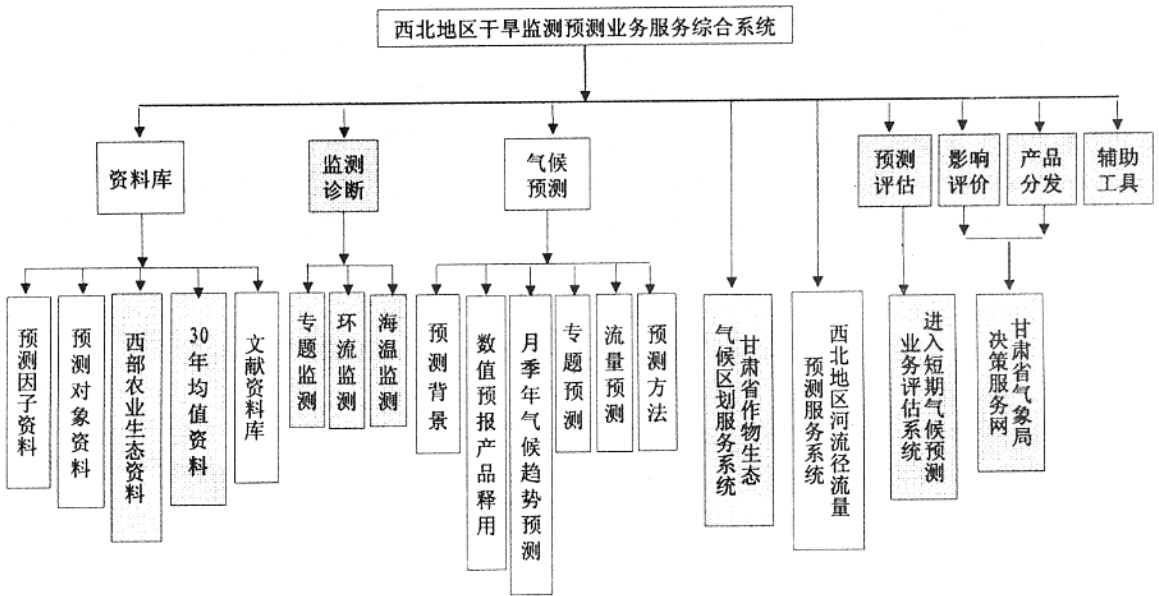 西北地区干旱监测预测业务服务综合系统
资料库
监测
诊断
气候
预测
预测
评估
影响
评价
产品
分发
辅助
工具
预测因子资料
预测对象资料
西部农业生态资料
30年均值资料
文献资料库
专题监测
环流监测
海温监测
预测背景
数值预报产品释用
月季年气候趋势预测
专题预测
流量预测
预测方法
甘肃省作物生态
气候区划服务系统
西北地区河流径流量
预测服务系统
进入短期气候预测
业务评估系统
甘肃省气象局
决策服务网